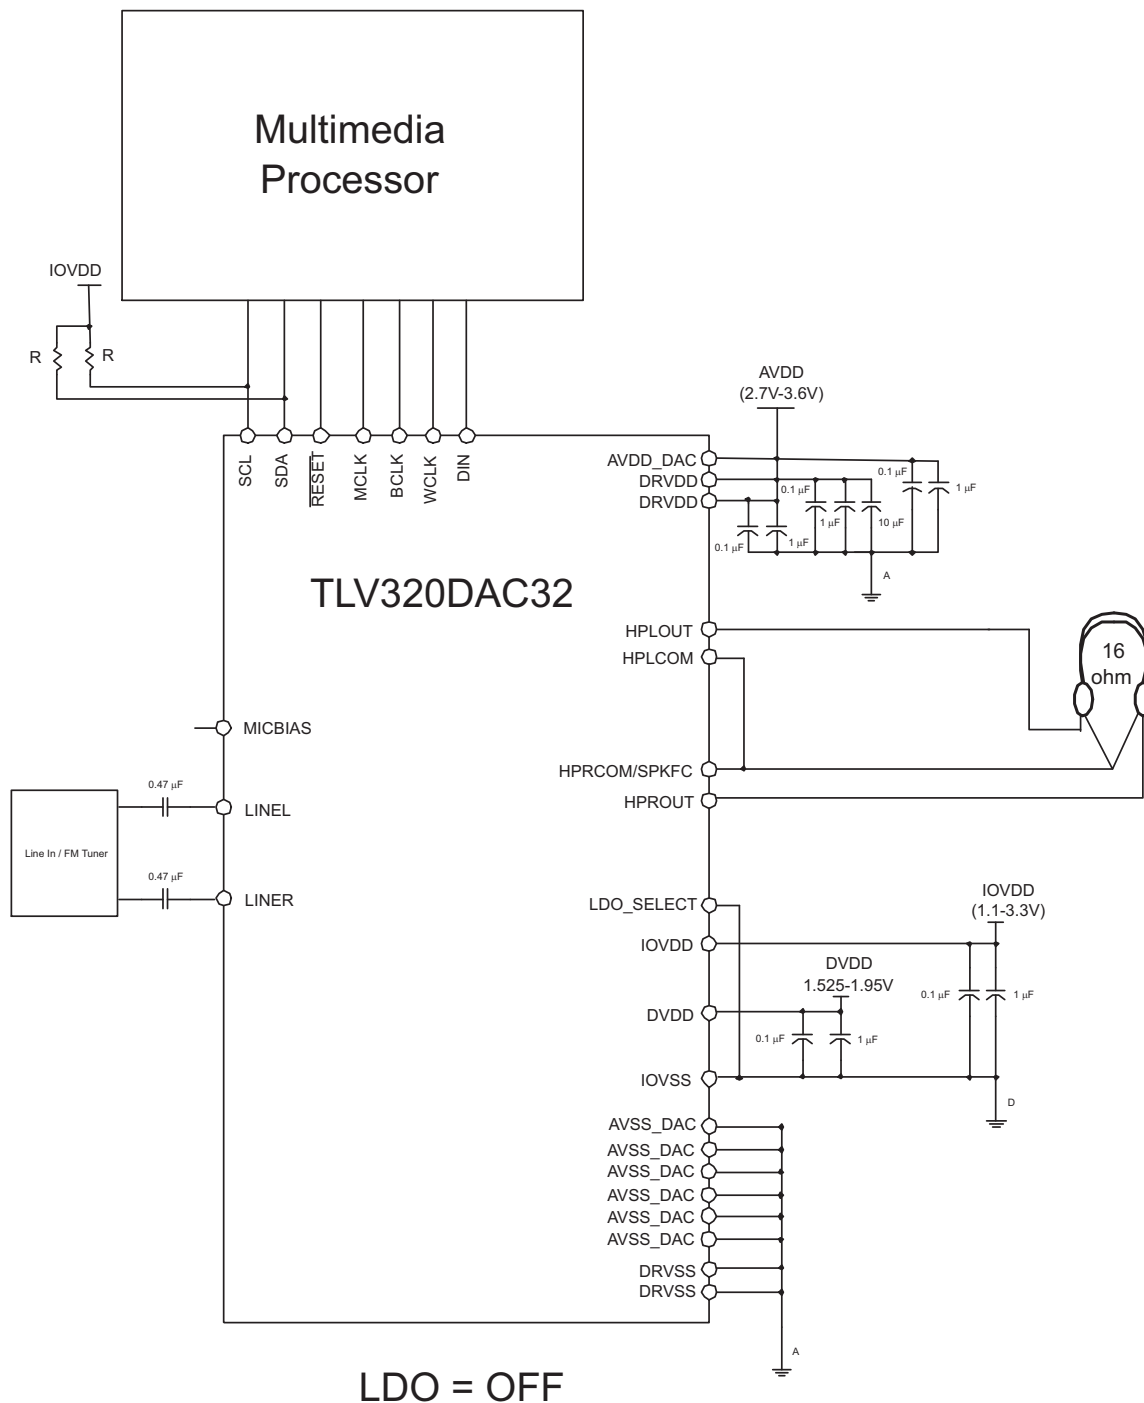 Multimedia
Processor
IOVDD
R
R
SCL
SDA
RESET
MCLK
BCLK
WCLK
DIN
AVDD
(2.7V-3.6V)
AVDD_DAC
DRVDD
DRVDD
0.1 μF
1 μF
0.1 μF
1 μF
10 μF
0.1 μF
1 μF
A
TLV320DAC32
HPLOUT
HPLCOM
16
ohm
MICBIAS
HPRCOM/SPKFC
HPROUT
0.47 μF
LINEL
Line In / FM Tuner
0.47 μF
LINER
LDO_SELECT
IOVDD
(1.1-3.3V)
IOVDD
DVDD
1.525-1.95V
0.1 μF
1 μF
DVDD
0.1 μF
1 μF
IOVSS
D
AVSS_DAC
AVSS_DAC
AVSS_DAC
AVSS_DAC
AVSS_DAC
AVSS_DAC
DRVSS
DRVSS
A
LDO = OFF